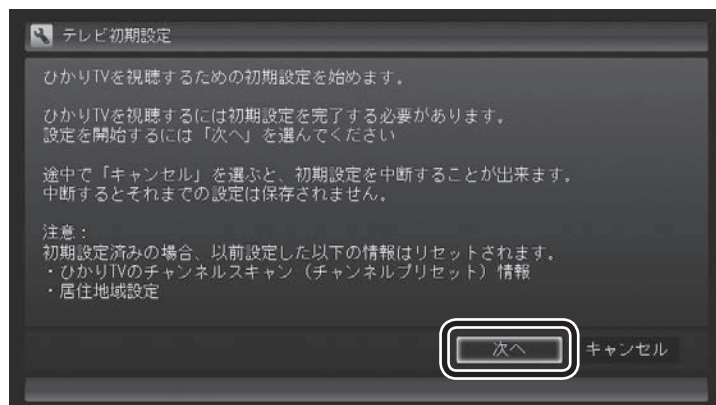 テレビ初期設定
ひかりTVを視聴するための初期設定を始めます．
ひかりTVを視聴するには初期設定を完了する必要があります．
設定を開始するには「次へ」を選んでください
途中で「キャンセル」を選ぶと、初期設定を中断することが出来ます．
中断するとそれまでの設定は保存されません．
注意：
初期設定済みの場合、以前設定した以下の情報はリセットされます．
・ひかりTVのチャンネルスキャン（チャンネルプリセット）情報
・居住地域設定
次へ キャンセル